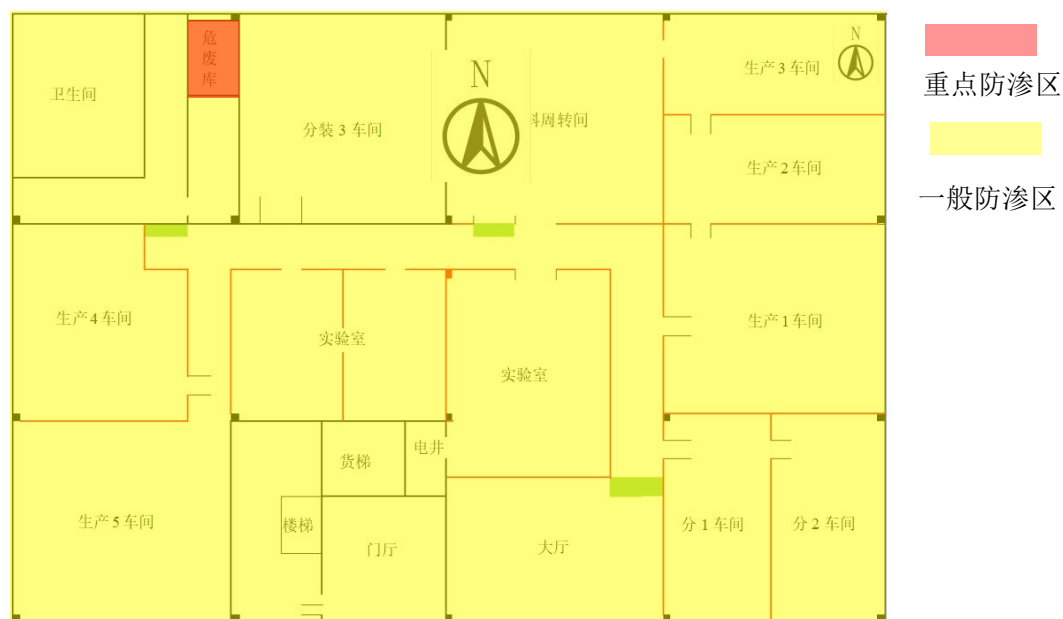 危
废
库
N
N
卫生间
分装 3 车间
料周转间
生产 3 车间
生产 2 车间
生产 4 车间
实验室
实验室
生产 1 车间
货梯
电井
生产 5 车间
楼梯
门厅
大厅
分 1 车间
分 2 车间
重点防渗区
一般防渗区